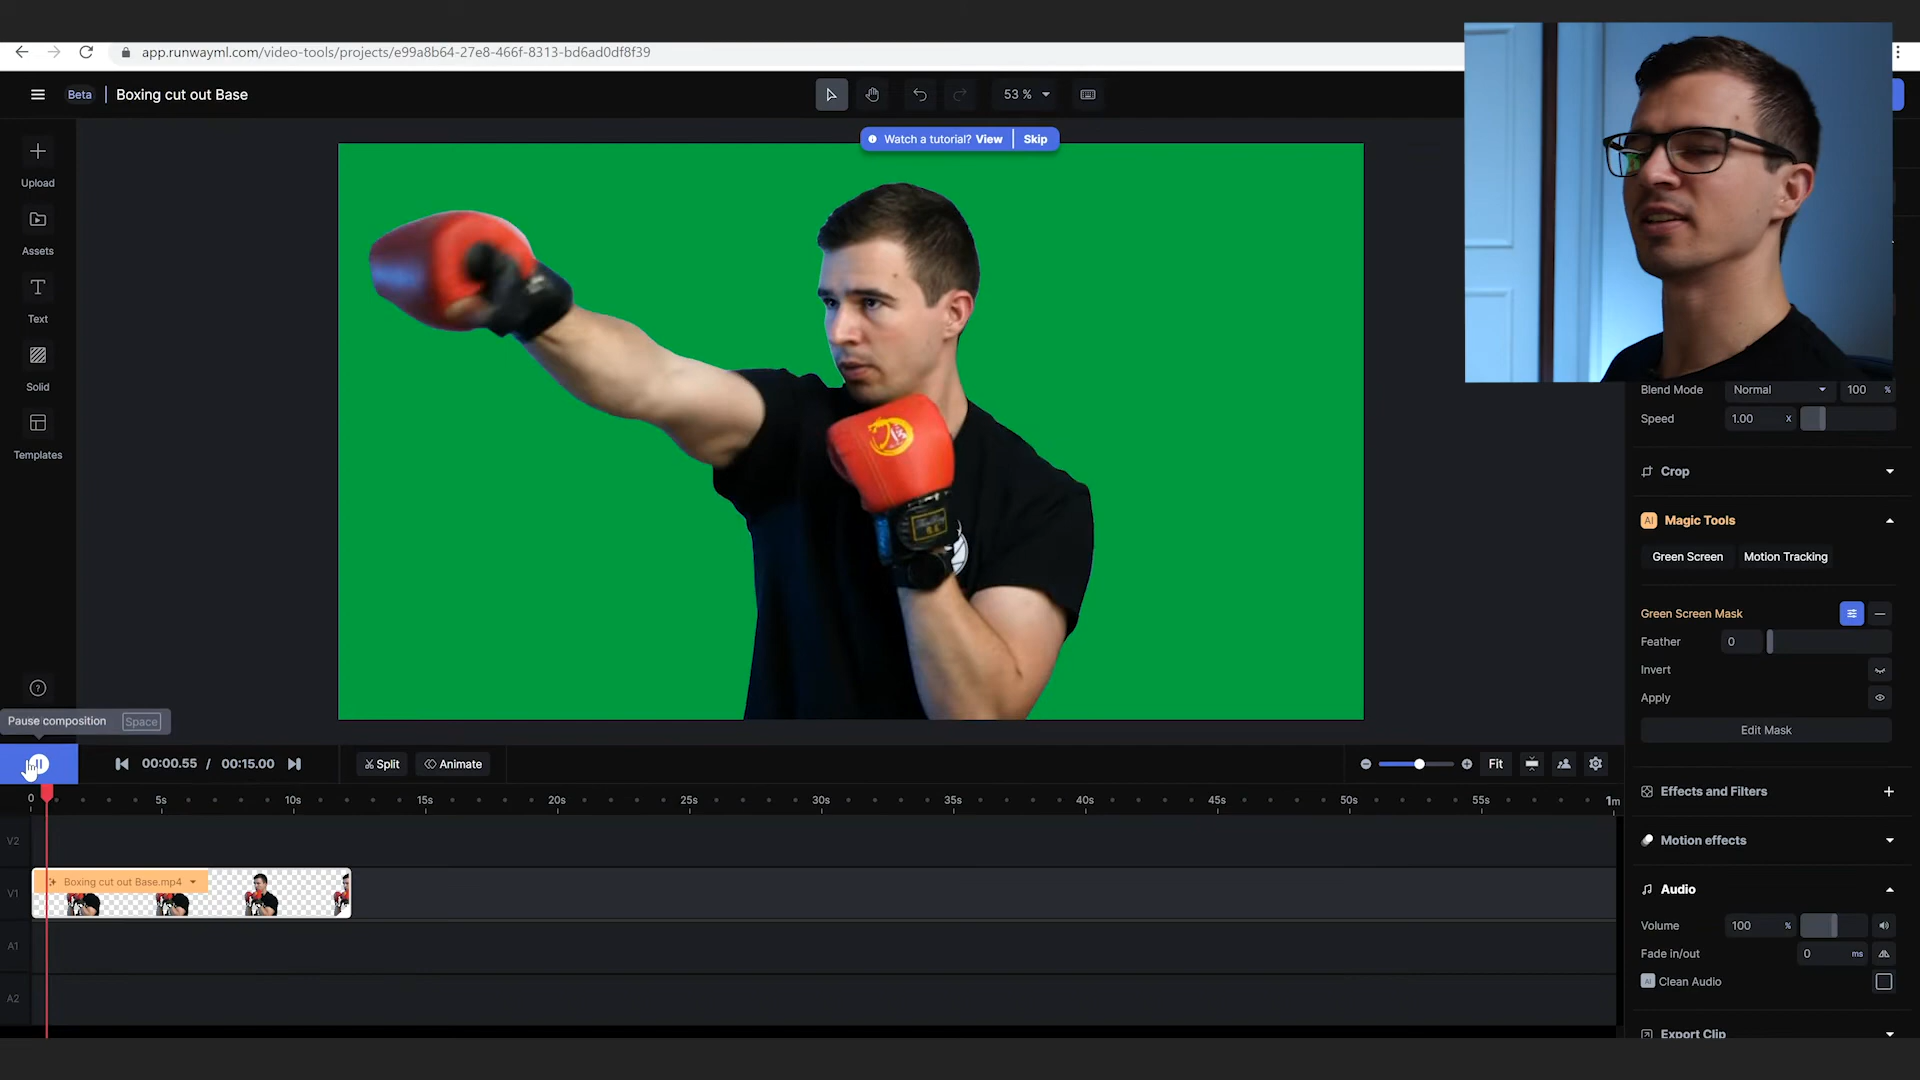 app.runwayml.com/video-tools/projects/e99a8b64-27e8-466f-8313-bd6ad0df8f39
Beta
Boxing cut out Base
53 %
Watch a tutorial? View
Skip
Upload
Assets
Text
Solid
Templates
Blend Mode
Normal
100
%
Speed
1.00
x
Crop
AI
Magic Tools
Green Screen
Motion Tracking
Green Screen Mask
Feather
0
Invert
Apply
Edit Mask
Pause composition
Space
00:00.55 / 00:15.00
Split
Animate
Fit
0
5s
10s
15s
20s
25s
30s
35s
40s
45s
50s
55s
1m
V2
V1
Boxing cut out Base.mp4
A1
A2
Effects and Filters
Motion effects
Audio
Volume
100
%
Fade in/out
0
ms
AI
Clean Audio
Export Clip